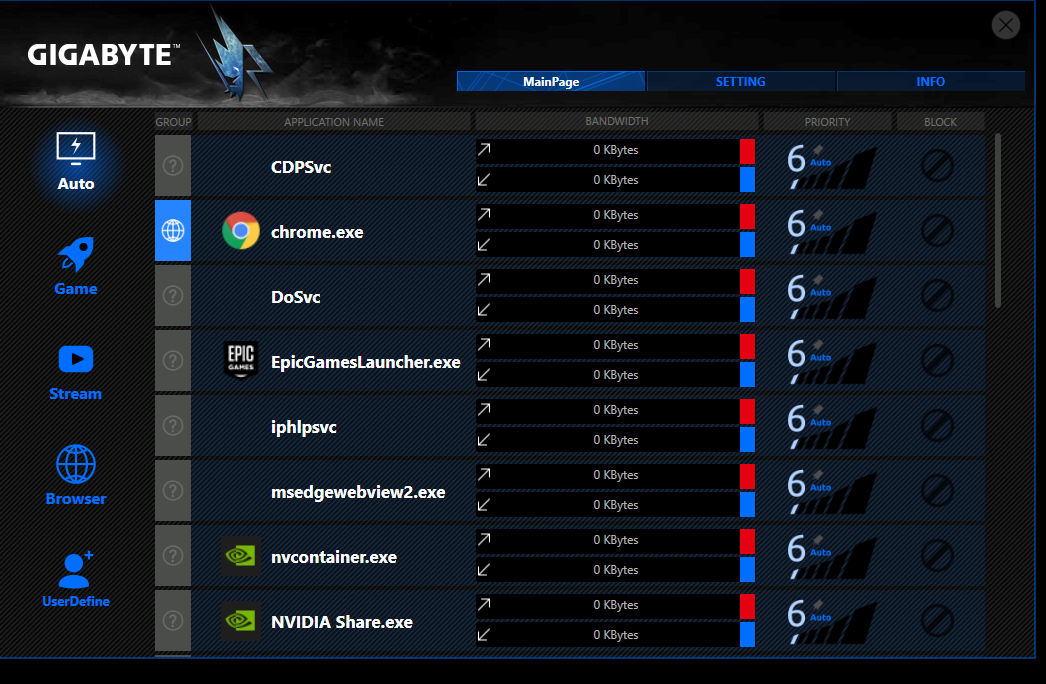 GIGABYTE™
MainPage SETTING INFO
GROUP APPLICATION NAME BANDWIDTH PRIORITY BLOCK
Auto
Game
Stream
Browser
UserDefine
? CDPSvc 0 KBytes 6 Auto
0 KBytes
chrome.exe 0 KBytes 6 Auto
0 KBytes
? DoSvc 0 KBytes 6 Auto
0 KBytes
? EPIC GAMES EpicGamesLauncher.exe 0 KBytes 6 Auto
0 KBytes
? iphlpsvc 0 KBytes 6 Auto
0 KBytes
? msedgewebview2.exe 0 KBytes 6 Auto
0 KBytes
? nvcontainer.exe 0 KBytes 6 Auto
0 KBytes
? NVIDIA Share.exe 0 KBytes 6 Auto
0 KBytes